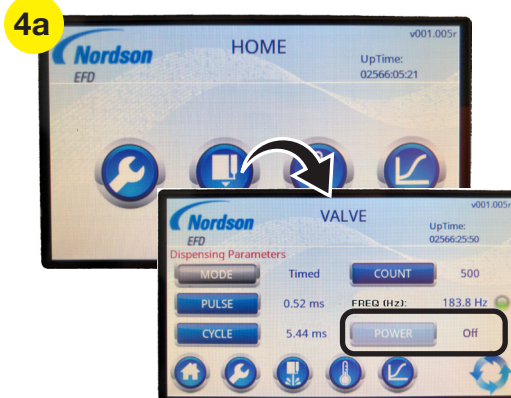 4a
Nordson
EFD
HOME
v001.005r
UpTime:
02566:05:21
Nordson
EFD
VALVE
v001.005r
UpTime:
02566:25:50
Dispensing Parameters
MODE Timed COUNT 500
PULSE 0.52 ms FREQ (Hz): 183.8 Hz
CYCLE 5.44 ms POWER Off